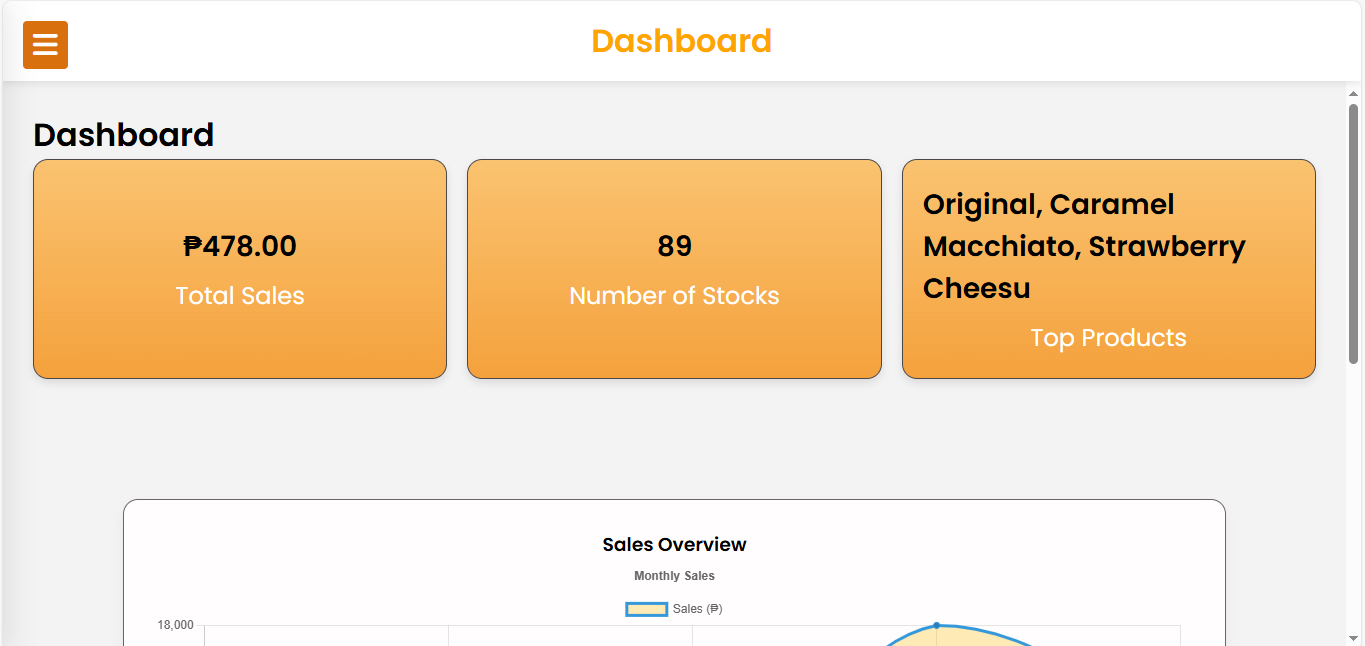 Dashboard
Dashboard
₱478.00
Total Sales
89
Number of Stocks
Original, Caramel
Macchiato, Strawberry
Cheesu
Top Products
Sales Overview
Monthly Sales
Sales (₱)
18,000